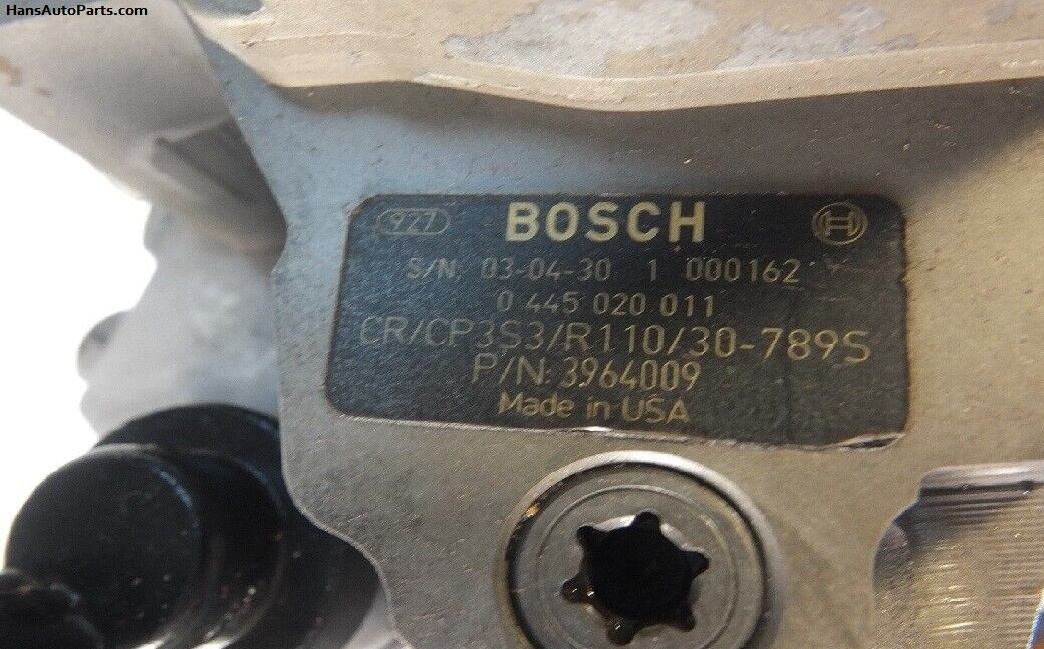 HansAutoParts.com
927 BOSCH
S/N. 03-04-30 1 000162
0 445 020 011
CR/CP3S3/R110/30-789S
P/N: 3964009
Made in USA